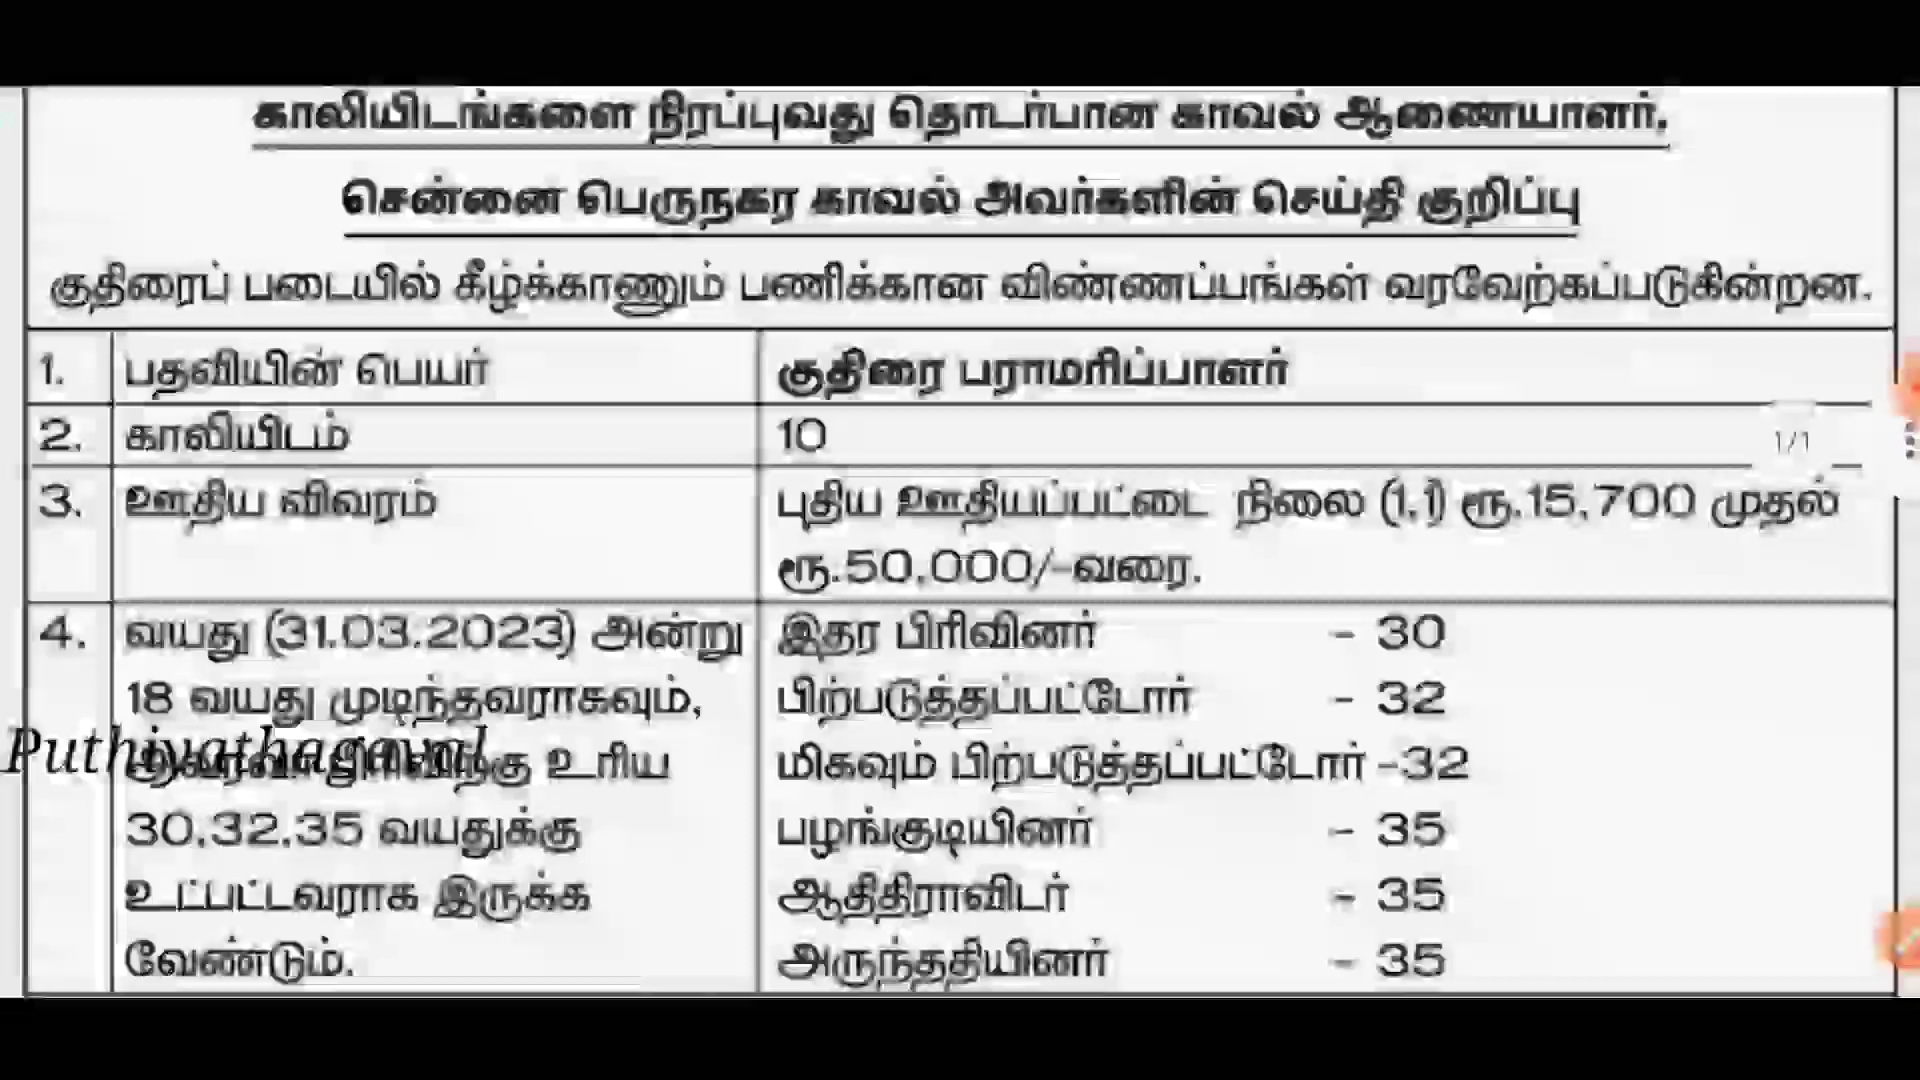 காலியிடங்களை நிரப்புவது தொடர்பான காவல் ஆணையாளர்,
சென்னை பெருநகர காவல் அவர்களின் செய்தி குறிப்பு
குதிரைப் படையில் கீழ்க்காணும் பணிக்கான விண்ணப்பங்கள் வரவேற்கப்படுகின்றன.
1. பதவியின் பெயர் குதிரை பராமரிப்பாளர்
2. காலியிடம் 10
1/1
3. ஊதிய விவரம் புதிய ஊதியப்பட்டை நிலை (1,1) ரூ.15,700 முதல்
ரூ.50,000/-வரை.
4. வயது (31.03.2023) அன்று இதர பிரிவினர் - 30
18 வயது முடிந்தவராகவும், பிற்படுத்தப்பட்டோர் - 32
Puthiyathagaval
உரிய மிகவும் பிற்படுத்தப்பட்டோர் -32
30,32,35 வயதுக்கு பழங்குடியினர் - 35
உட்பட்டவராக இருக்க ஆதிதிராவிடர் - 35
வேண்டும். அருந்ததியினர் - 35